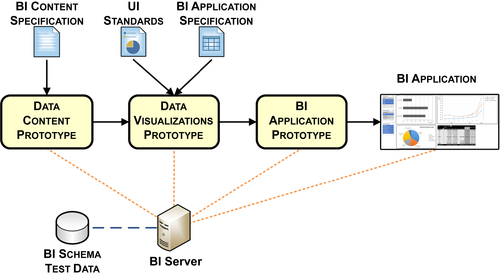 BI CONTENT
SPECIFICATION
UI
STANDARDS
BI APPLICATION
SPECIFICATION
BI APPLICATION
DATA
CONTENT
PROTOTYPE
DATA
VISUALIZATIONS
PROTOTYPE
BI
APPLICATION
PROTOTYPE
BI SCHEMA
TEST DATA
BI SERVER